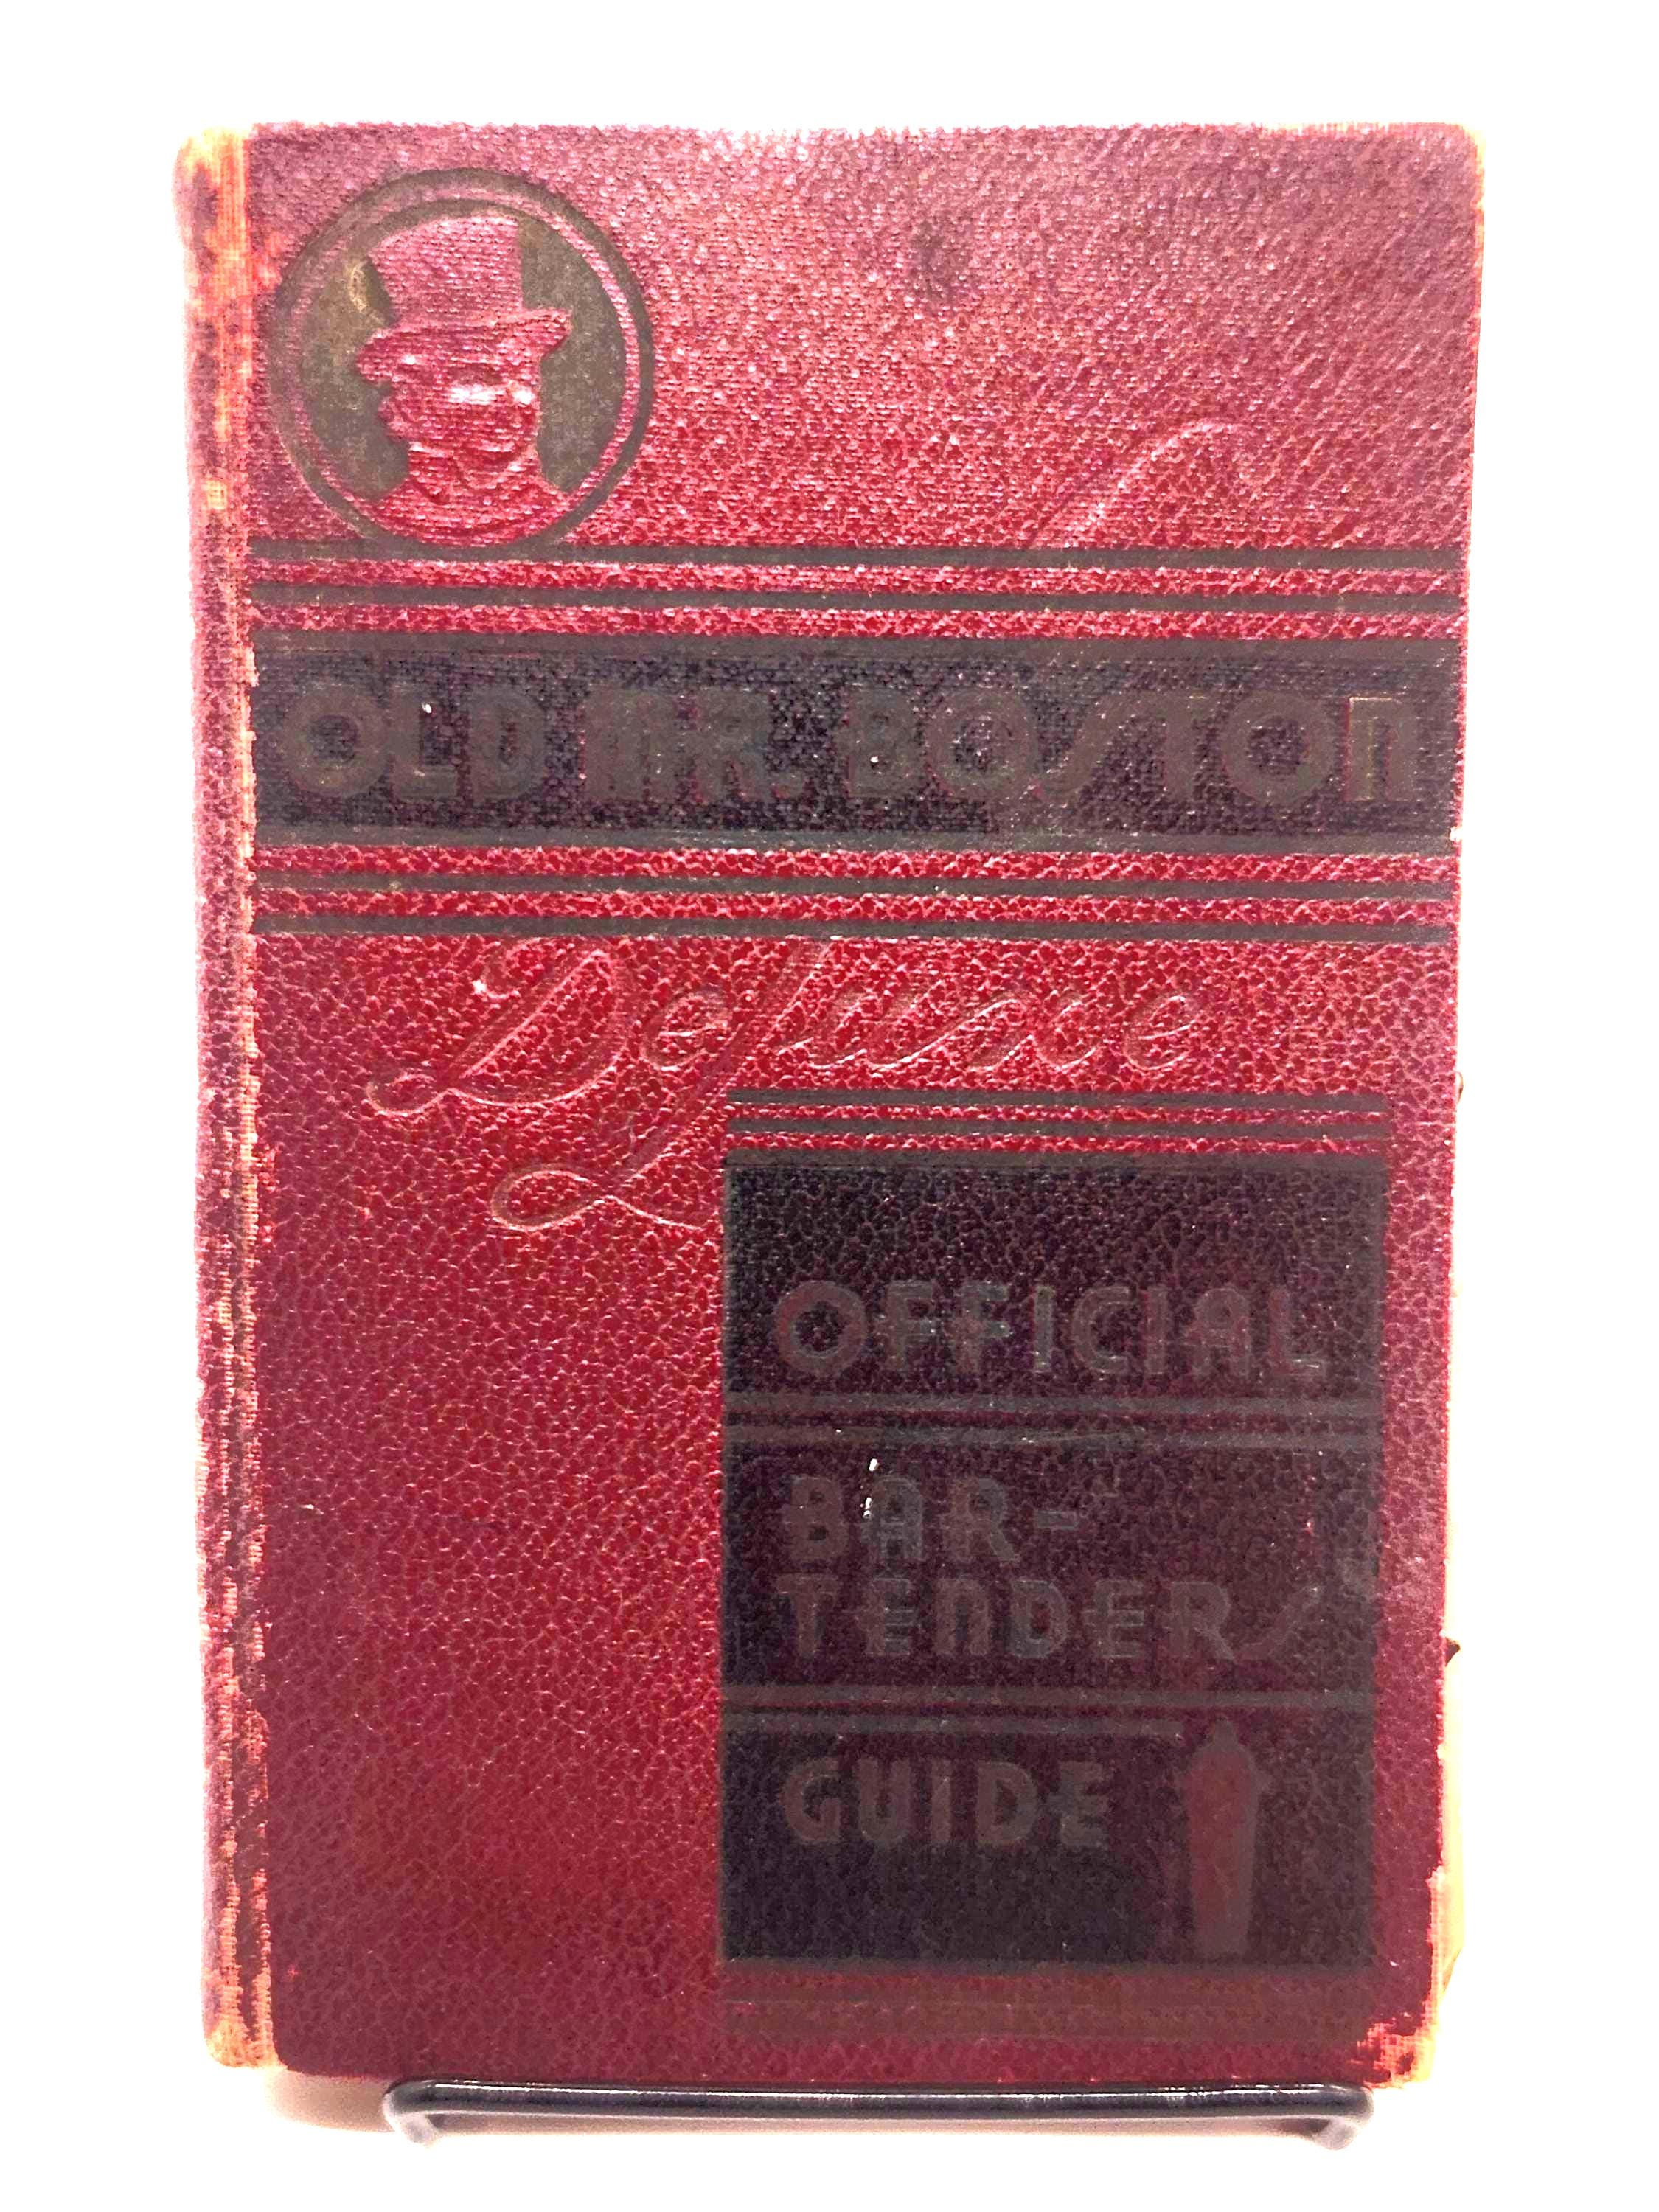 OLD MR. BOSTON
DeLuxe
OFFICIAL
BAR-
TENDERS
GUIDE